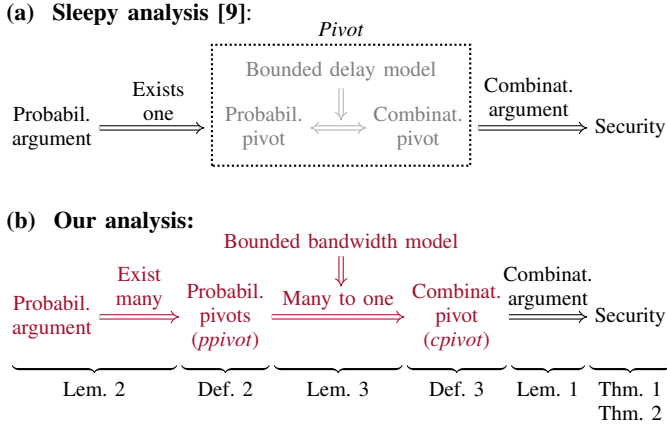 (a) Sleepy analysis [9]:
Pivot
Bounded delay model
Probabil.
argument
Exists
one
Probabil.
pivot
Combinat.
pivot
Combinat.
argument
Security
(b) Our analysis:
Bounded bandwidth model
Probabil.
argument
Exist
many
Probabil.
pivots
(ppivot)
Many to one
Combinat.
pivot
(cpivot)
Combinat.
argument
Security
Lem. 2
Def. 2
Lem. 3
Def. 3
Lem. 1
Thm. 1
Thm. 2